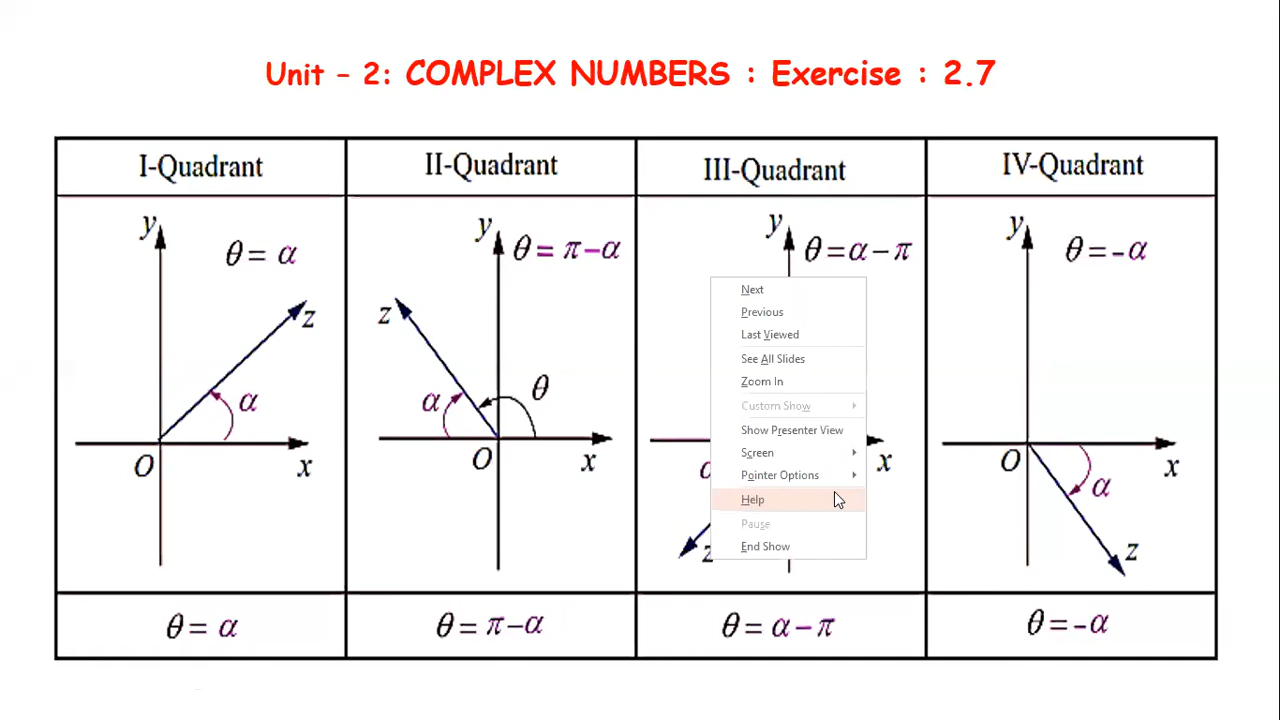 Unit - 2: COMPLEX NUMBERS : Exercise : 2.7
I-Quadrant
II-Quadrant
III-Quadrant
IV-Quadrant
y
θ = α
z
α
O
x
y
θ = π-α
z
α
θ
O
x
y
θ = α - π
x
z
y
θ = -α
O
x
α
z
Next
Previous
Last Viewed
See All Slides
Zoom In
Custom Show
Show Presenter View
Screen
Pointer Options
Help
Pause
End Show
θ = α
θ = π-α
θ = α - π
θ = -α